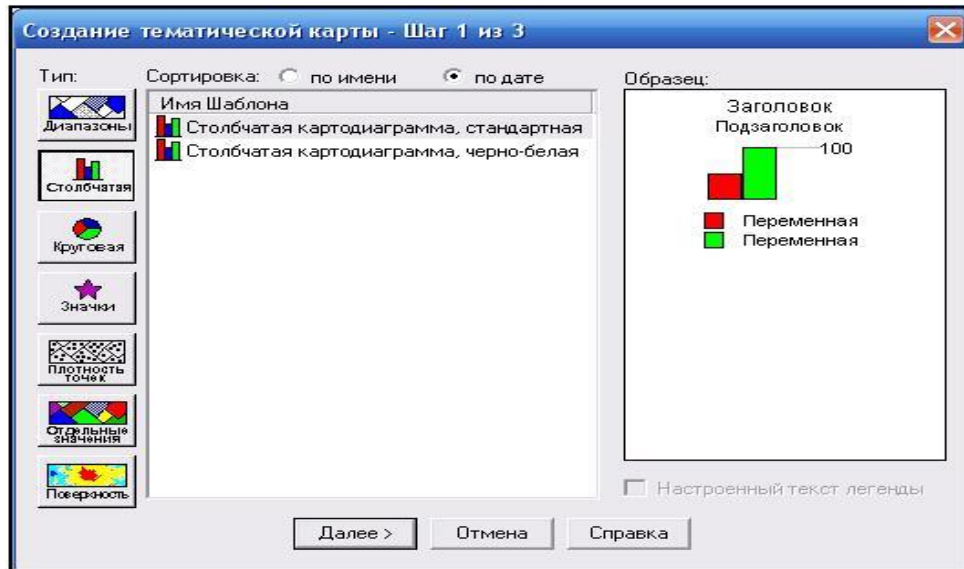 Создание тематической карты - Шаг 1 из 3
Тип:
Сортировка: по имени по дате
Образец:
Диапазоны
Столбчатая
Круговая
Значки
Плотность
точек
Отдельные
значения
Поверхность
Имя Шаблона
Столбчатая картодиаграмма, стандартная
Столбчатая картодиаграмма, черно-белая
Заголовок
Подзаголовок
100
Переменная
Переменная
Настроенный текст легенды
Далее >
Отмена
Справка